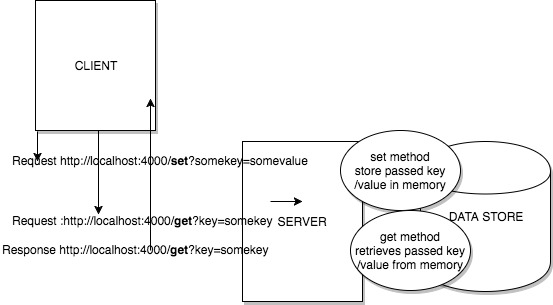 CLIENT
Request http://localhost:4000/set?somekey=somevalue
set method
store passed key
/value in memory
Request :http://localhost:4000/get?key=somekey
SERVER
DATA STORE
get method
retrieves passed key
/value from memory
Response http://localhost:4000/get?key=somekey